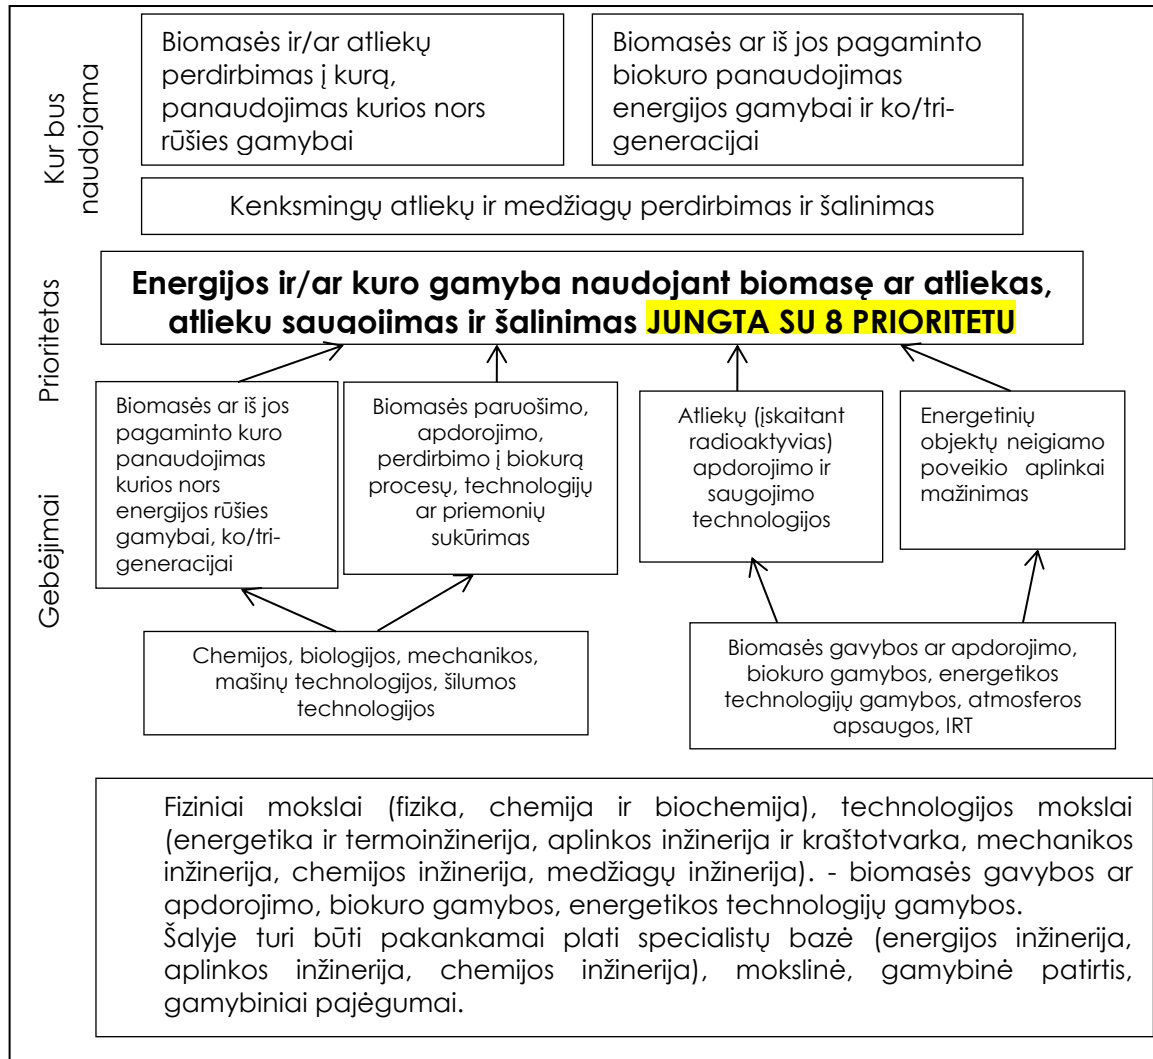 Kur bus
naudojama
Biomasės ir/ar atliekų
perdirbimas į kurą,
panaudojimas kurios nors
rūšies gamybai
Biomasės ar iš jos pagaminto
biokuro panaudojimas
energijos gamybai ir ko/tri-
generacijai
Kenksmingų atliekų ir medžiagų perdirbimas ir šalinimas
Prioritetas
Energijos ir/ar kuro gamyba naudojant biomasę ar atliekas,
atlieku saugojimas ir šalinimas JUNGTA SU 8 PRIORITETU
Gebėjimai
Biomasės ar iš jos
pagaminto kuro
panaudojimas
kurios nors
energijos rūšies
gamybai, ko/tri-
generacijai
Biomasės paruošimo,
apdorojimo,
perdirbimo į biokurą
procesų, technologijų
ar priemonių
sukūrimas
Atliekų (įskaitant
radioaktyvias)
apdorojimo ir
saugojimo
technologijos
Energetinių
objektų neigiamo
poveikio aplinkai
mažinimas
Chemijos, biologijos, mechanikos,
mašinų technologijos, šilumos
technologijos
Biomasės gavybos ar apdorojimo,
biokuro gamybos, energetikos
technologijų gamybos, atmosferos
apsaugos, IRT
Fiziniai mokslai (fizika, chemija ir biochemija), technologijos mokslai
(energetika ir termoinžinerija, aplinkos inžinerija ir kraštotvarka, mechanikos
inžinerija, chemijos inžinerija, medžiagų inžinerija). - biomasės gavybos ar
apdorojimo, biokuro gamybos, energetikos technologijų gamybos.
Šalyje turi būti pakankamai plati specialistų bazė (energijos inžinerija,
aplinkos inžinerija, chemijos inžinerija), mokslinė, gamybinė patirtis,
gamybiniai pajėgumai.